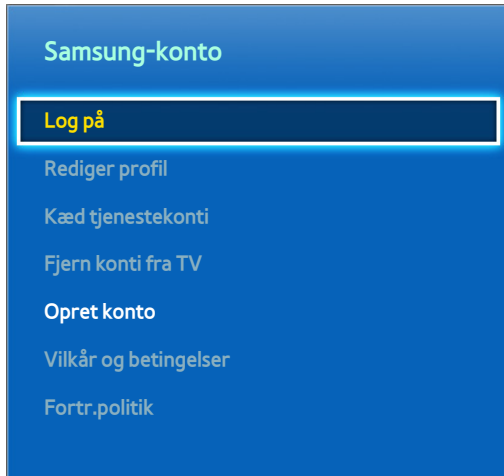 Samsung-konto
Log på
Rediger profil
Kæd tjenestekonti
Fjern konti fra TV
Opret konto
Vilkår og betingelser
Fortr.politik